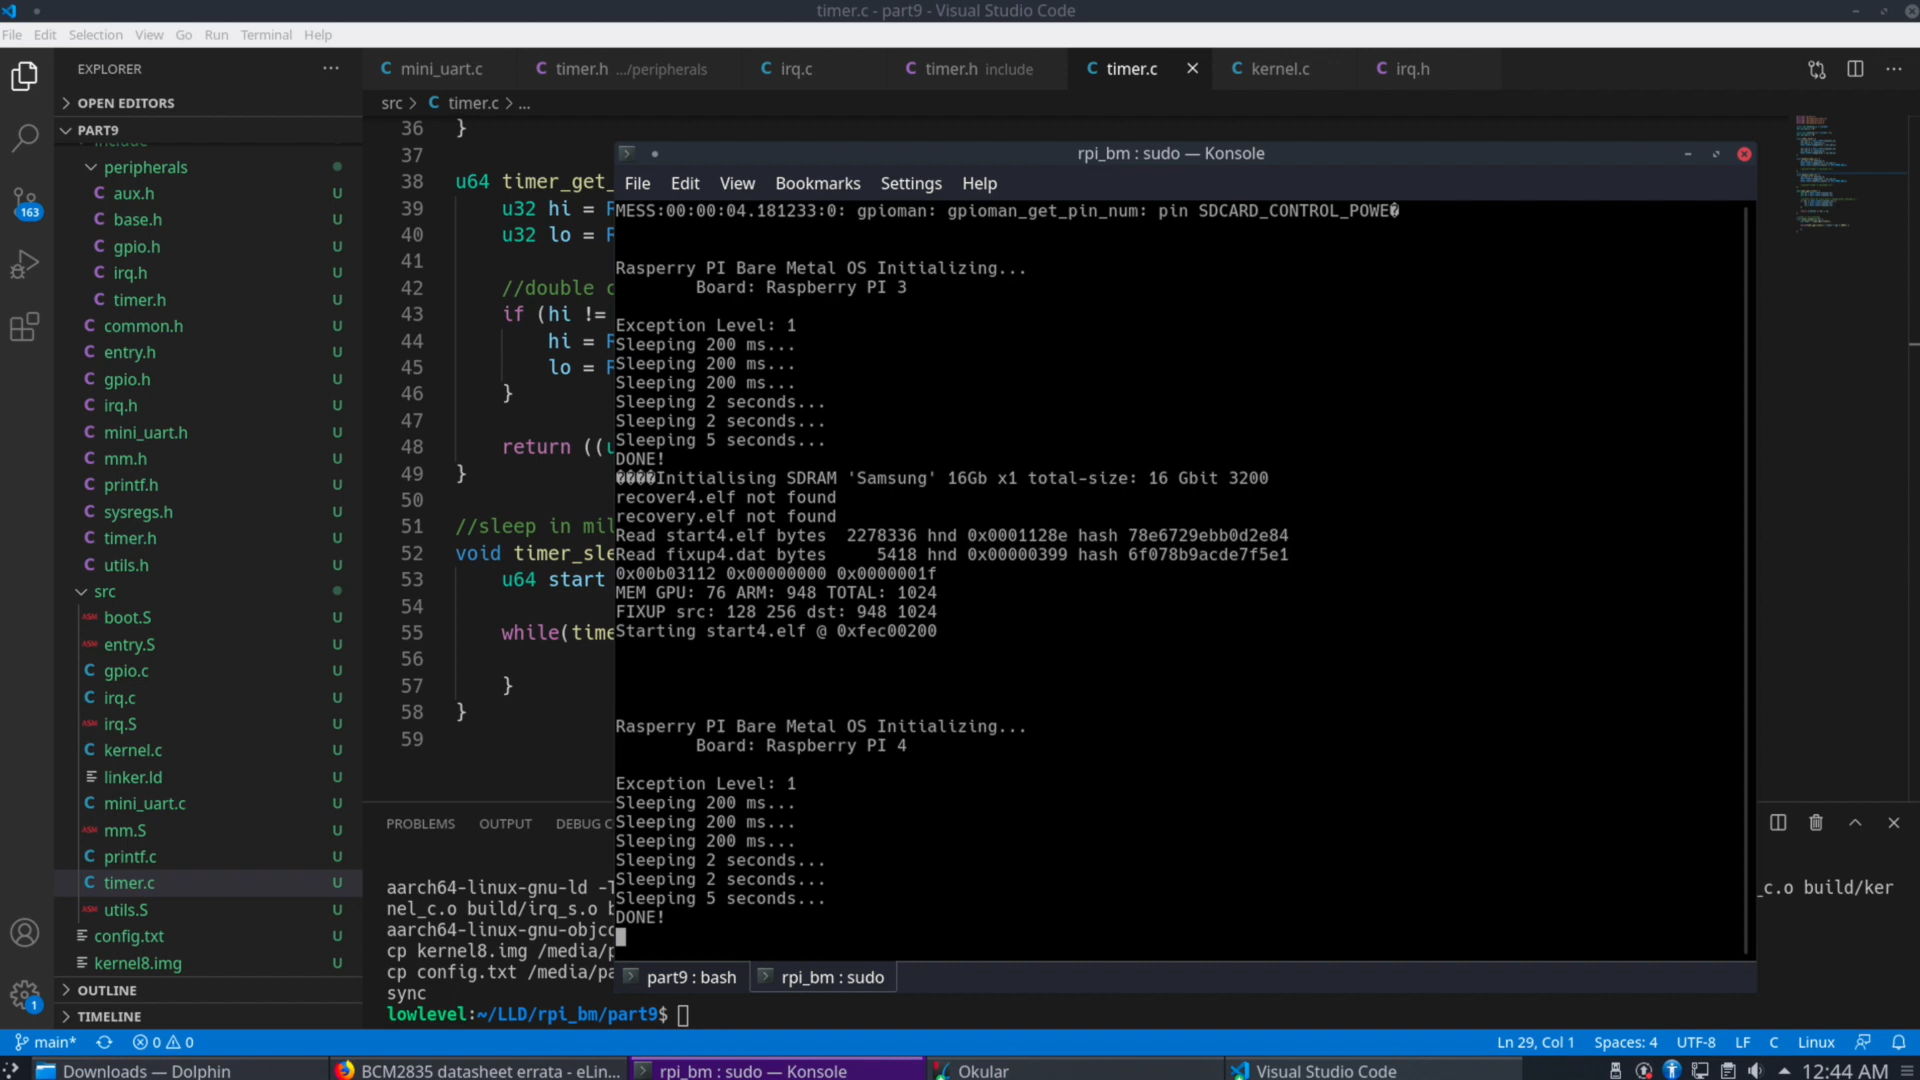 timer.c - part9 - Visual Studio Code
File Edit Selection View Go Run Terminal Help
EXPLORER ...
mini_uart.c timer.h .../peripherals irq.c timer.h include timer.c kernel.c irq.h
OPEN EDITORS
src > timer.c > ...
PART9
peripherals
aux.h U
base.h U
gpio.h U
irq.h U
timer.h U
common.h U
entry.h U
gpio.h U
irq.h U
mini_uart.h U
mm.h U
printf.h U
sysregs.h U
timer.h U
utils.h U
src
boot.S U
entry.S U
gpio.c U
irq.c U
irq.S U
kernel.c U
linker.ld U
mini_uart.c U
mm.S U
printf.c U
timer.c U
utils.S U
config.txt U
kernel8.img U
OUTLINE
TIMELINE
163
1
36 }
37
38 u64 timer_get_
39 u32 hi = R
40 u32 lo = R
41
42 //double c
43 if (hi !=
44 hi = R
45 lo = R
46 }
47
48 return ((u
49 }
50
51 //sleep in mil
52 void timer_sle
53 u64 start
54
55 while(time
56
57 }
58 }
59
rpi_bm : sudo — Konsole
File Edit View Bookmarks Settings Help
MESS:00:00:04.181233:0: gpioman: gpioman_get_pin_num: pin SDCARD_CONTROL_POWE�
Rasperry PI Bare Metal OS Initializing...
Board: Raspberry PI 3
Exception Level: 1
Sleeping 200 ms...
Sleeping 200 ms...
Sleeping 200 ms...
Sleeping 2 seconds...
Sleeping 2 seconds...
Sleeping 5 seconds...
DONE!
����Initialising SDRAM 'Samsung' 16Gb x1 total-size: 16 Gbit 3200
recover4.elf not found
recovery.elf not found
Read start4.elf bytes 2278336 hnd 0x0001128e hash 78e6729ebb0d2e84
Read fixup4.dat bytes 5418 hnd 0x00000399 hash 6f078b9acde7f5e1
0x00b03112 0x00000000 0x0000001f
MEM GPU: 76 ARM: 948 TOTAL: 1024
FIXUP src: 128 256 dst: 948 1024
Starting start4.elf @ 0xfec00200
Rasperry PI Bare Metal OS Initializing...
Board: Raspberry PI 4
Exception Level: 1
Sleeping 200 ms...
Sleeping 200 ms...
Sleeping 200 ms...
Sleeping 2 seconds...
Sleeping 2 seconds...
Sleeping 5 seconds...
DONE!
part9 : bash rpi_bm : sudo
PROBLEMS OUTPUT DEBUG C
aarch64-linux-gnu-ld -T
_c.o build/ker
nel_c.o build/irq_s.o b
aarch64-linux-gnu-objco
cp kernel8.img /media/p
cp config.txt /media/pa
sync
lowlevel:~/LLD/rpi_bm/part9$
main* 0 0 Ln 29, Col 1 Spaces: 4 UTF-8 LF C Linux
Downloads — Dolphin BCM2835 datasheet errata - eLin... rpi_bm : sudo — Konsole Okular Visual Studio Code 12:44 AM